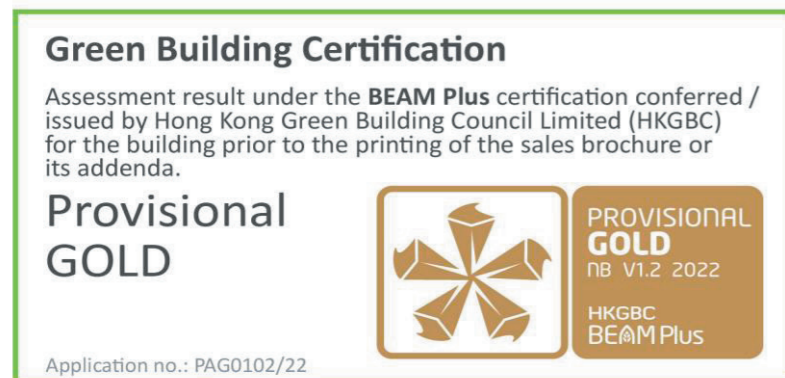 Green Building Certification
Assessment result under the BEAM Plus certification conferred /
issued by Hong Kong Green Building Council Limited (HKGBC)
for the building prior to the printing of the sales brochure or
its addenda.
Provisional
GOLD
PROVISIONAL
GOLD
NB V1.2 2022
HKGBC
BEAM Plus
Application no.: PAG0102/22